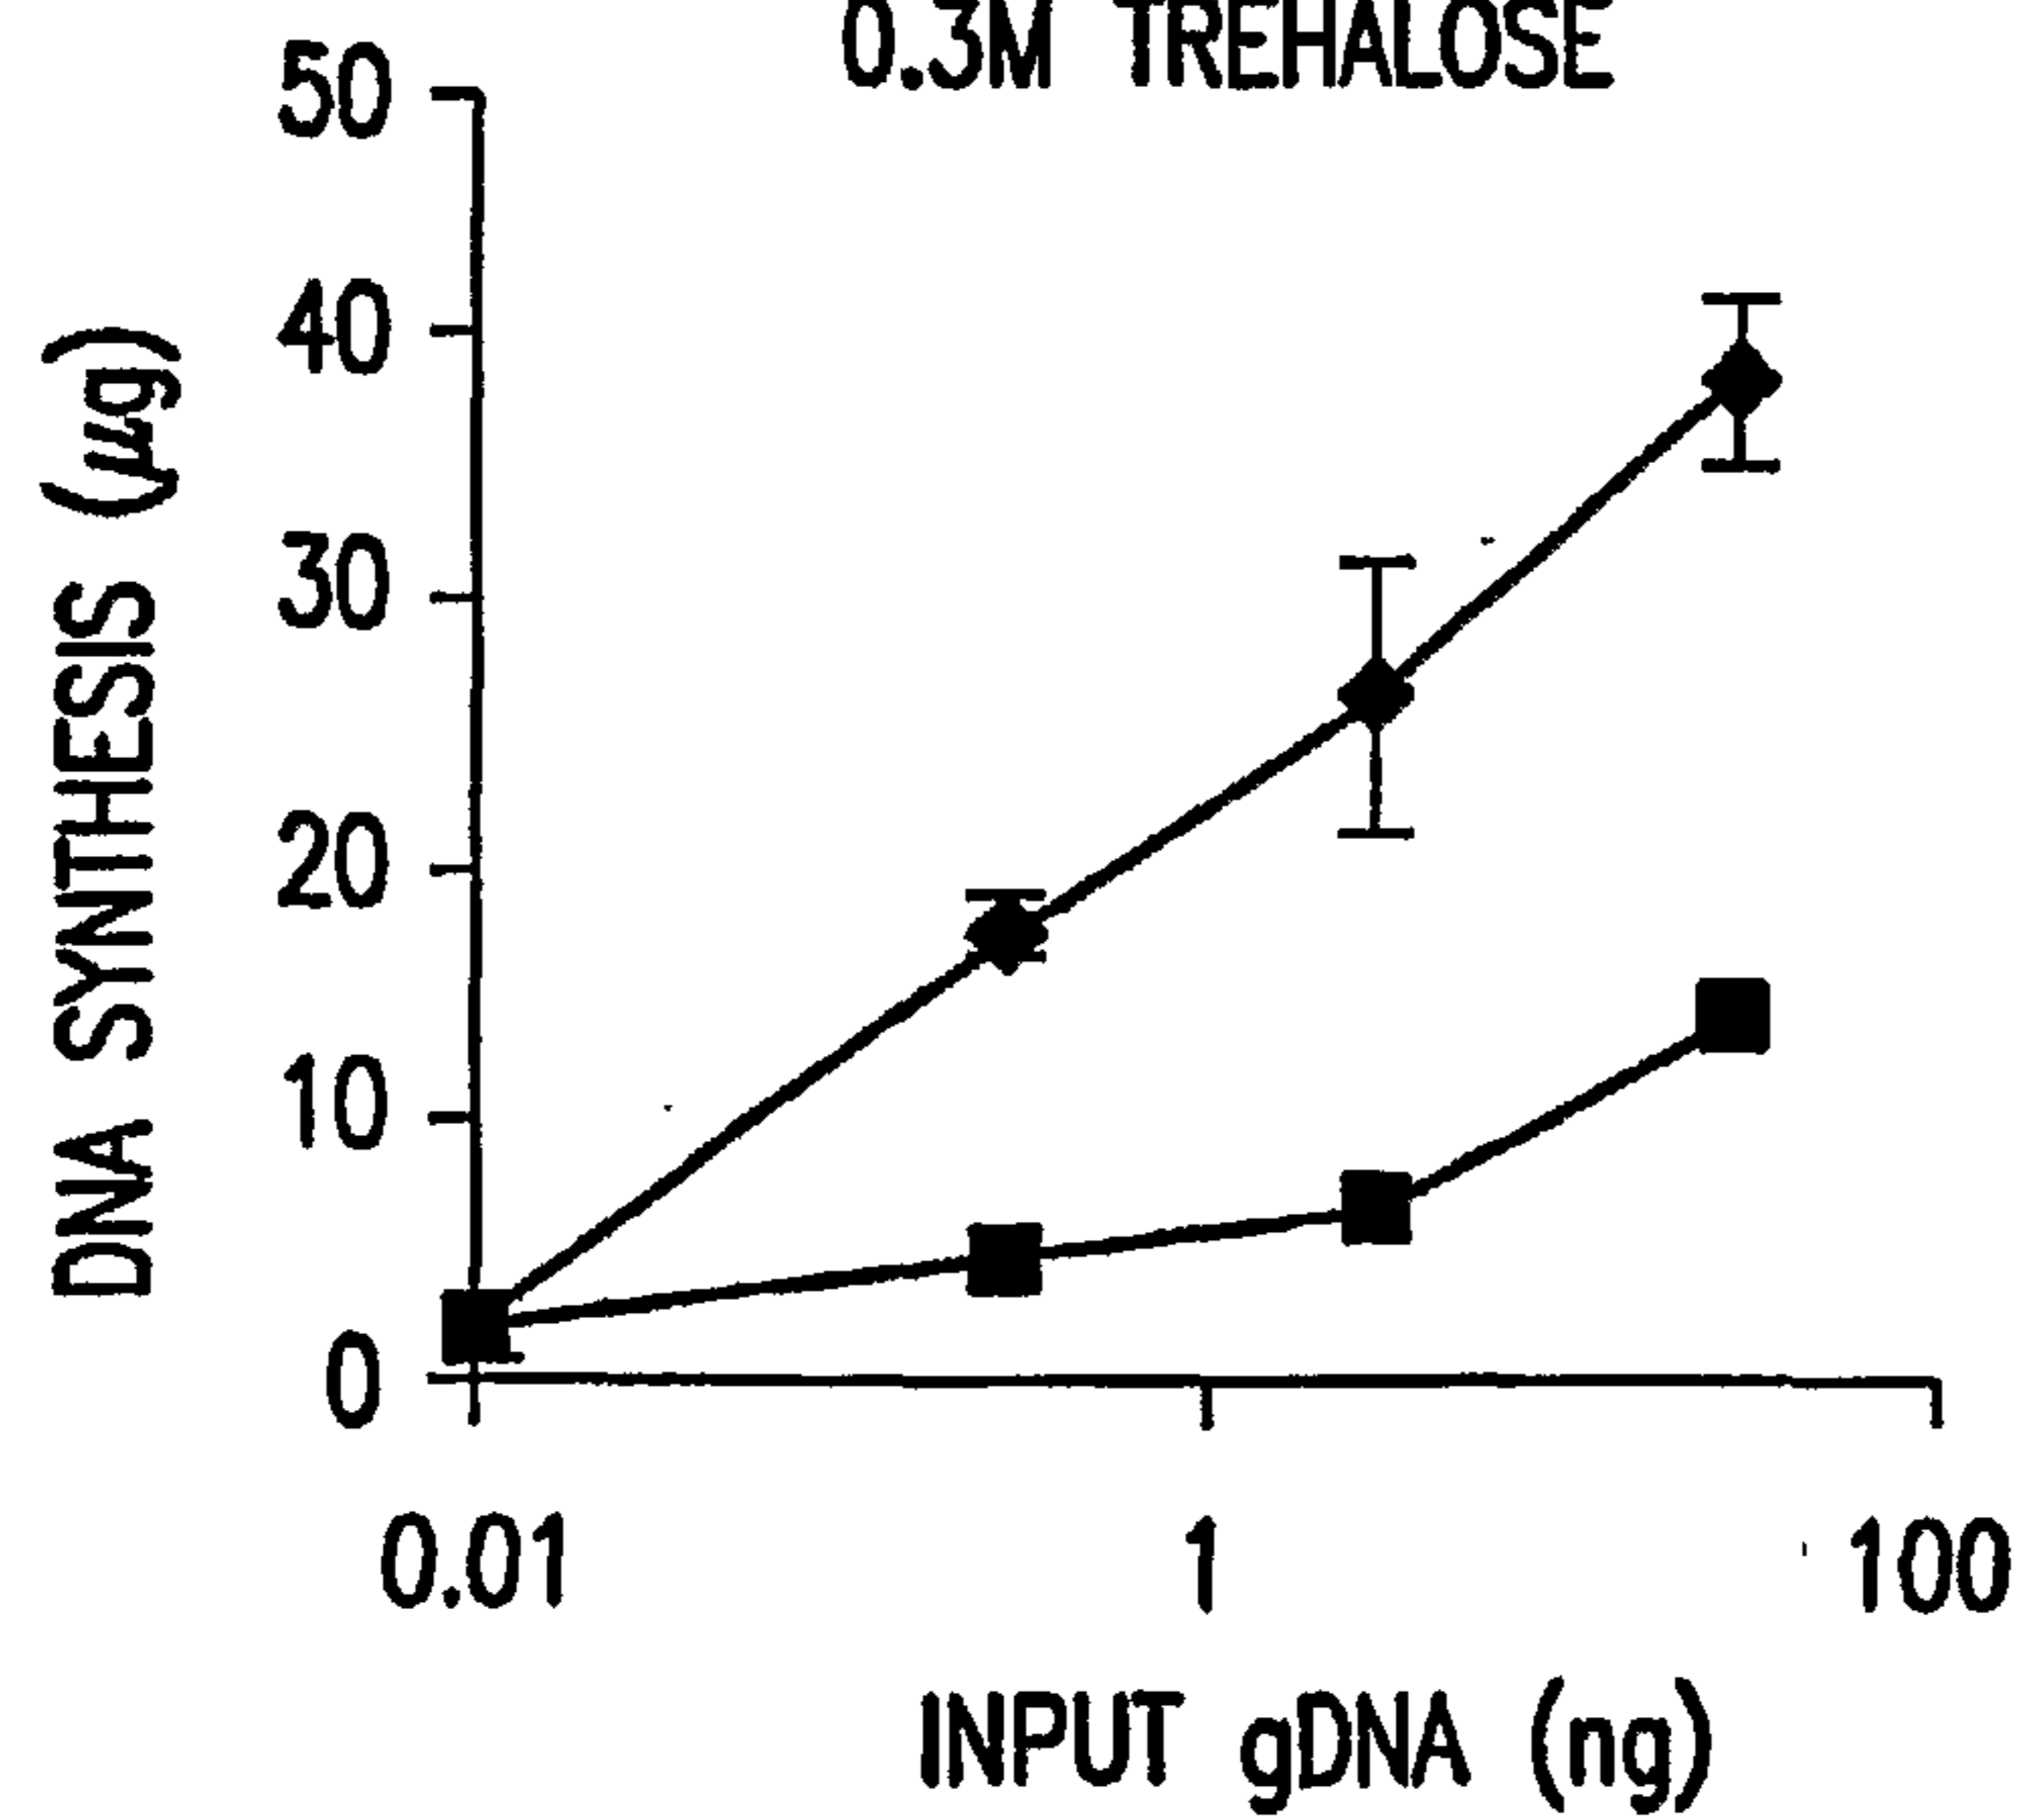 0.3M TREHALOSE
50
40
30
20
10
0
DNA SYNTHESIS (µg)
0.01 1 100
INPUT gDNA (ng)